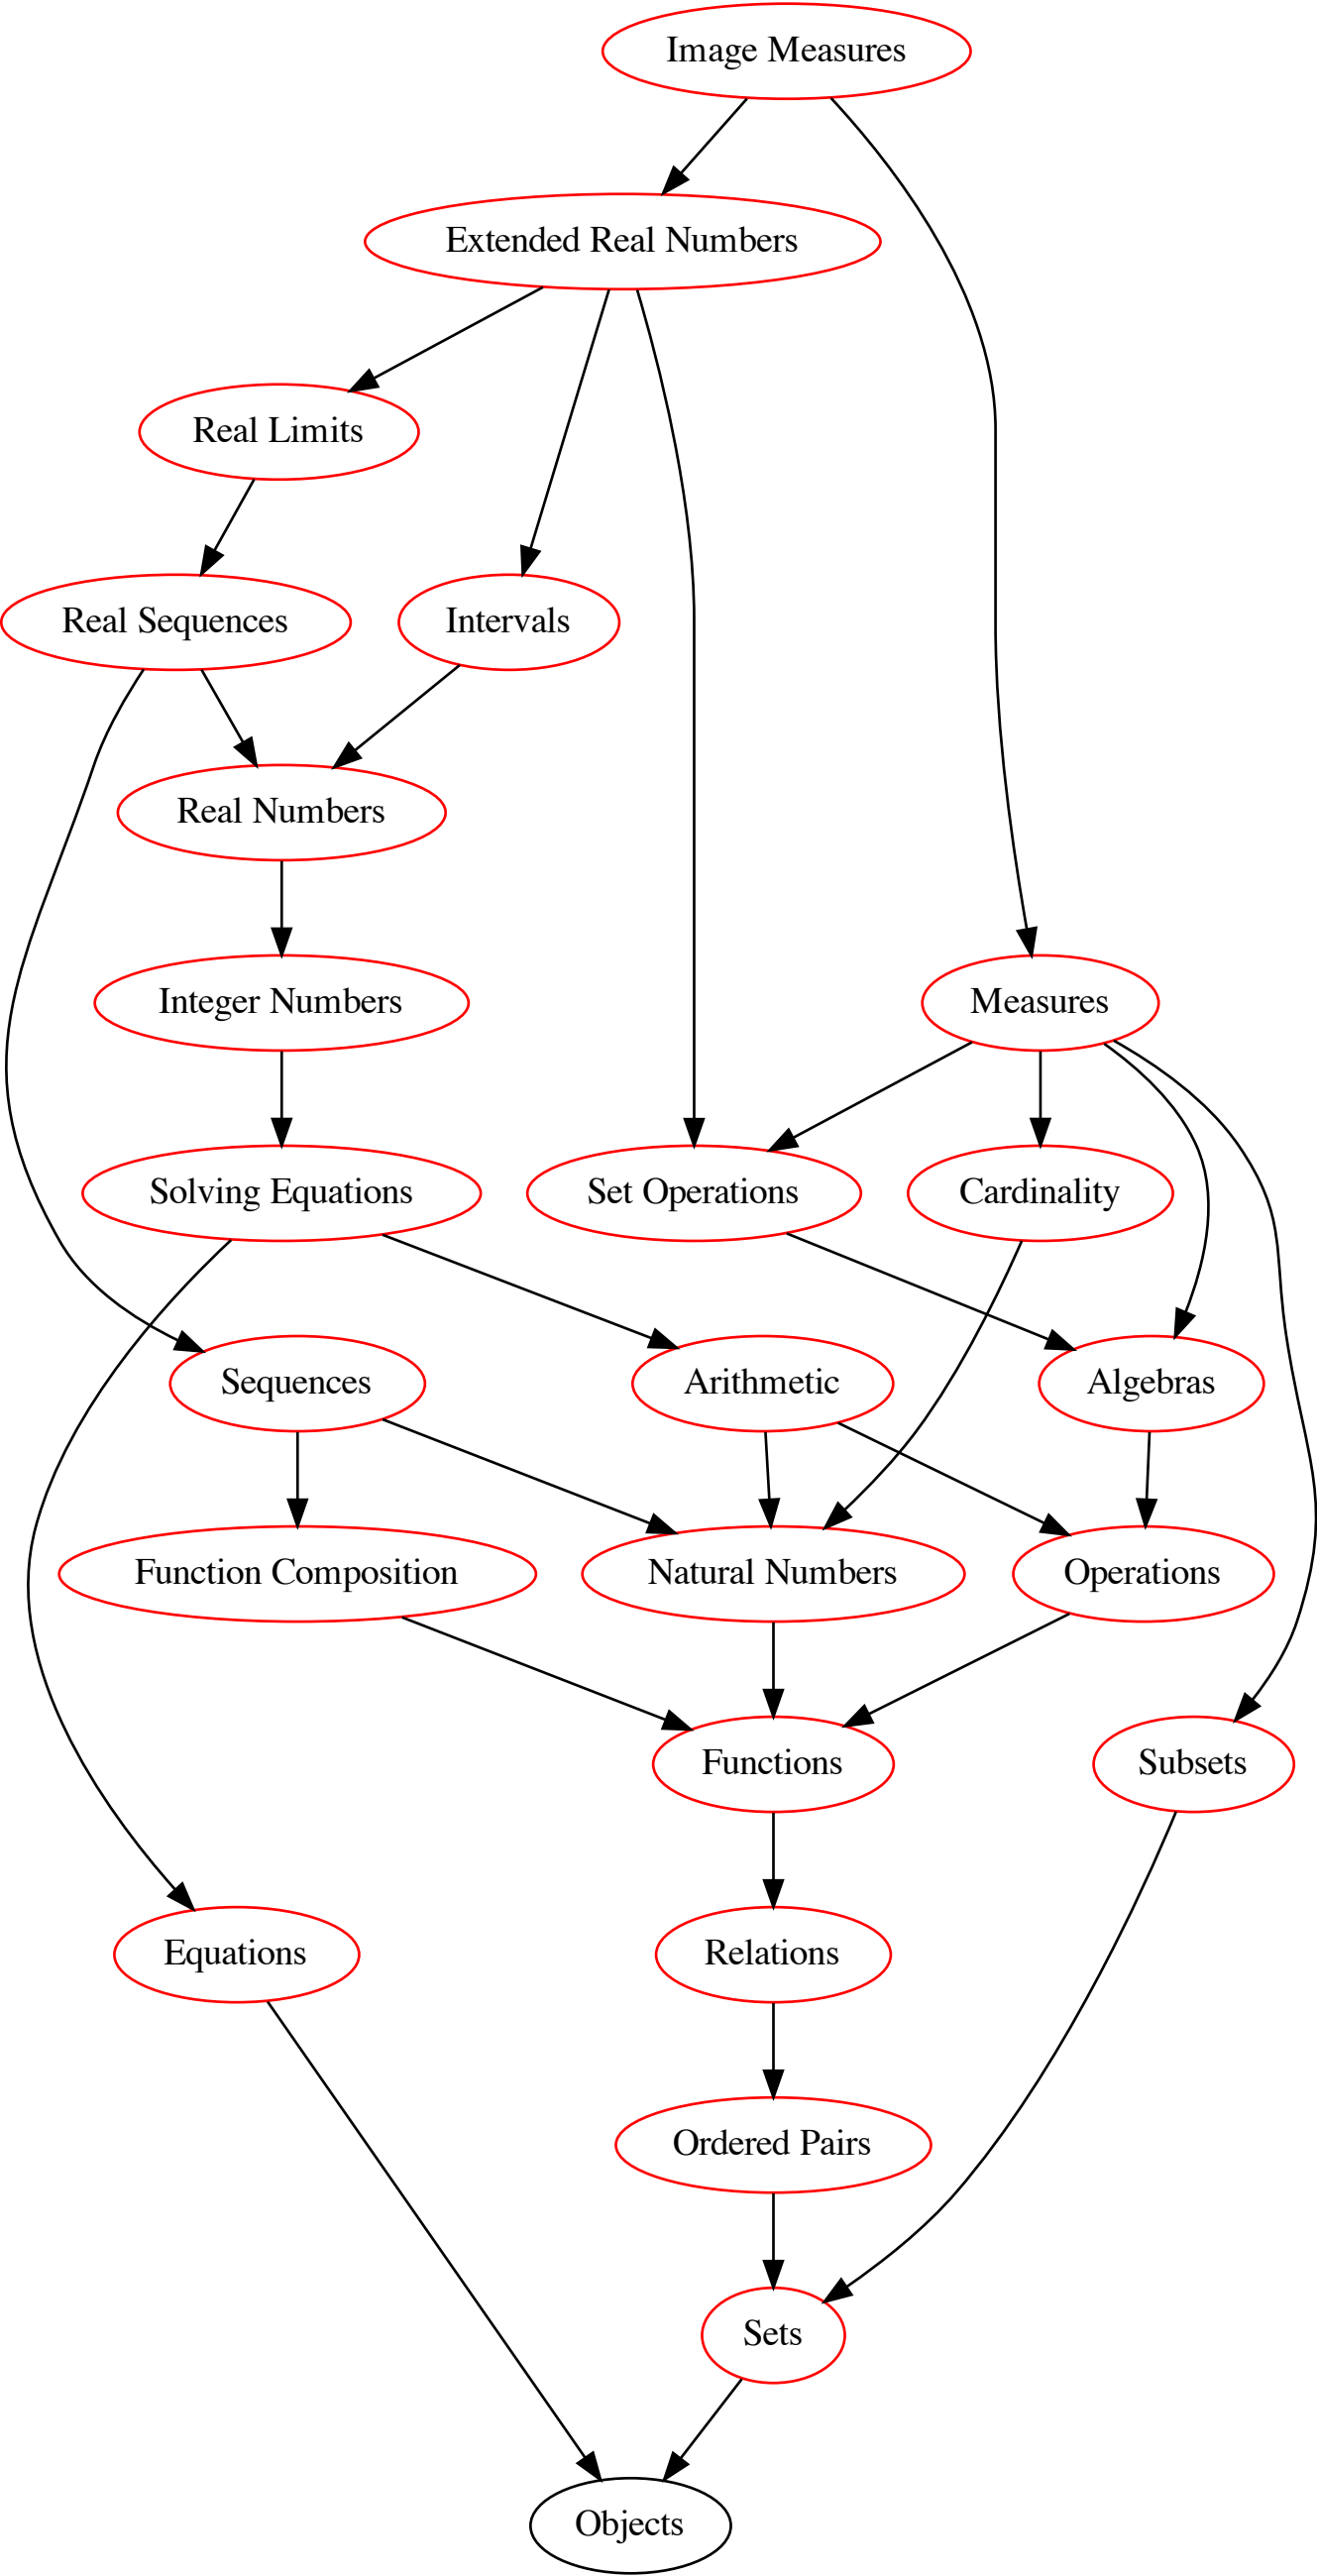 Image Measures
Extended Real Numbers
Real Limits
Real Sequences
Intervals
Real Numbers
Integer Numbers
Measures
Solving Equations
Set Operations
Cardinality
Sequences
Arithmetic
Algebras
Function Composition
Natural Numbers
Operations
Functions
Subsets
Equations
Relations
Ordered Pairs
Sets
Objects